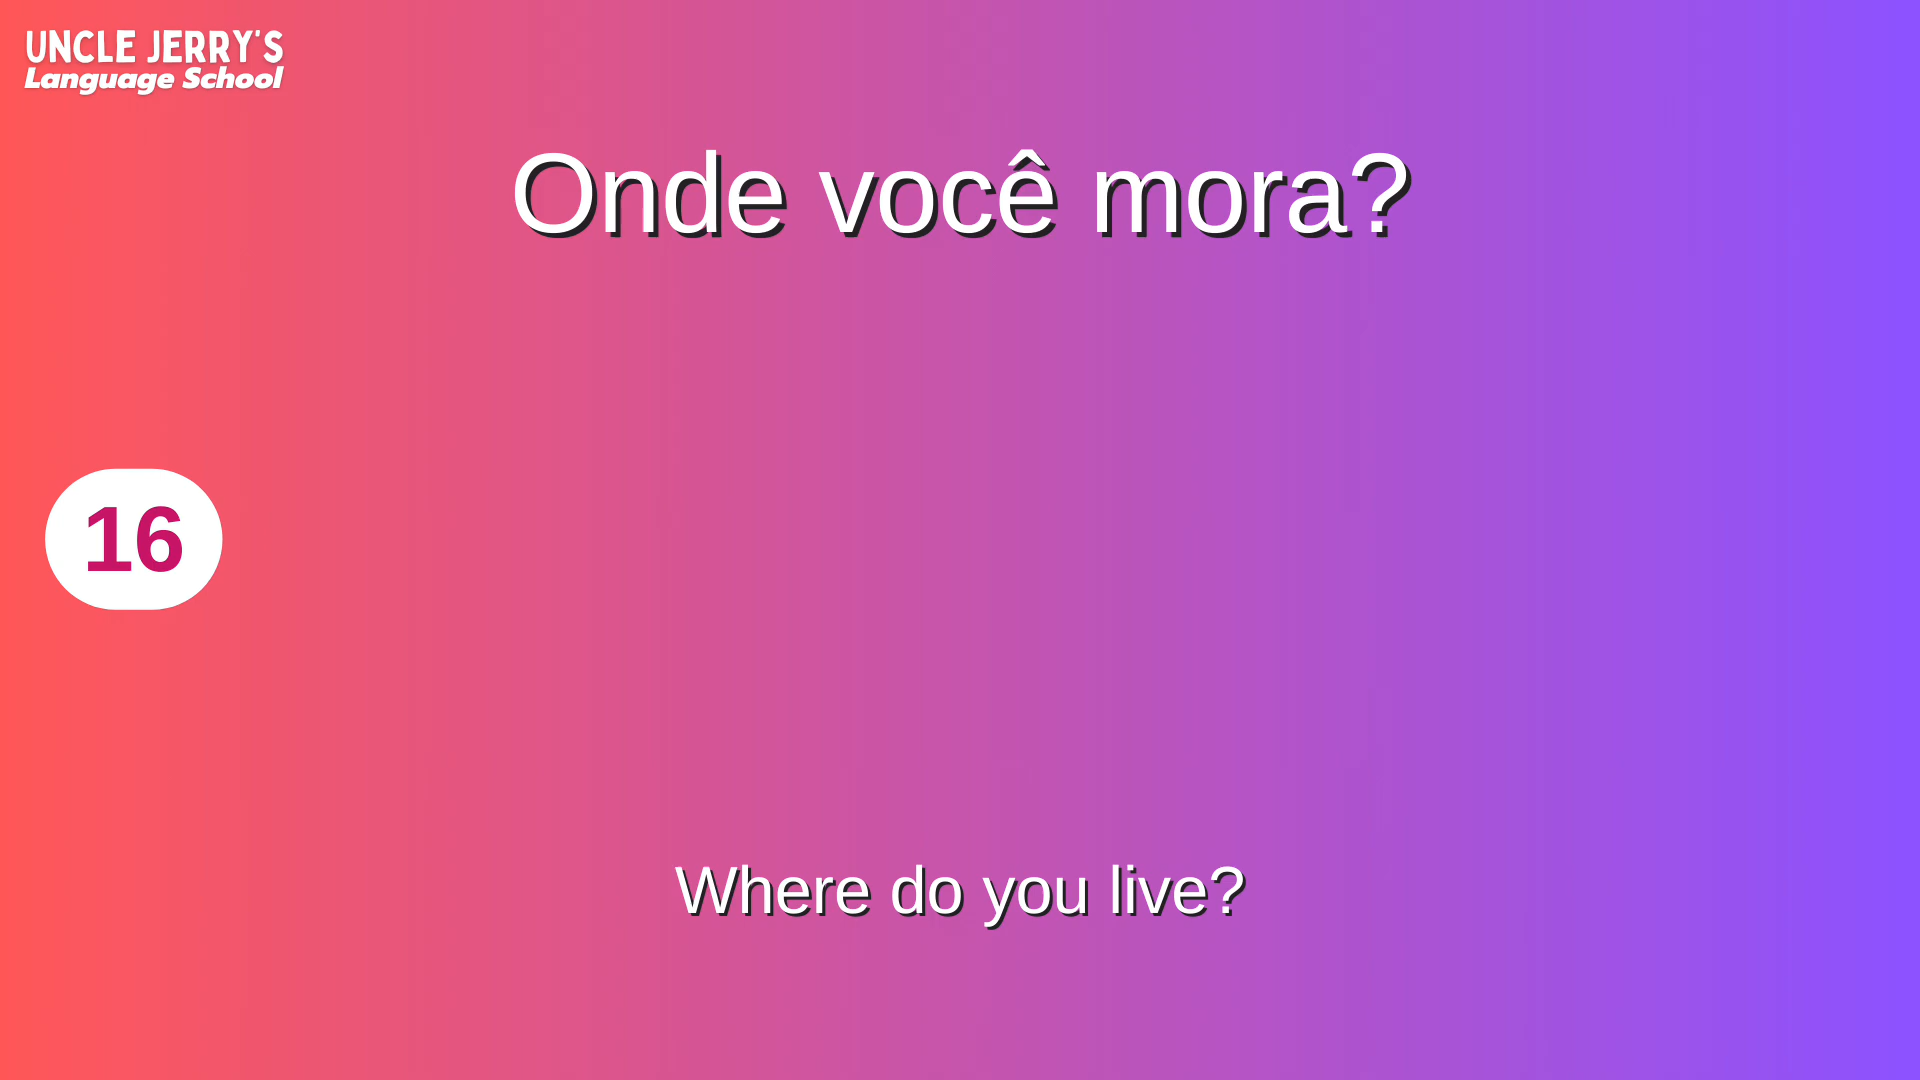 UNCLE JERRY'S
Language School
Onde você mora?
16
Where do you live?